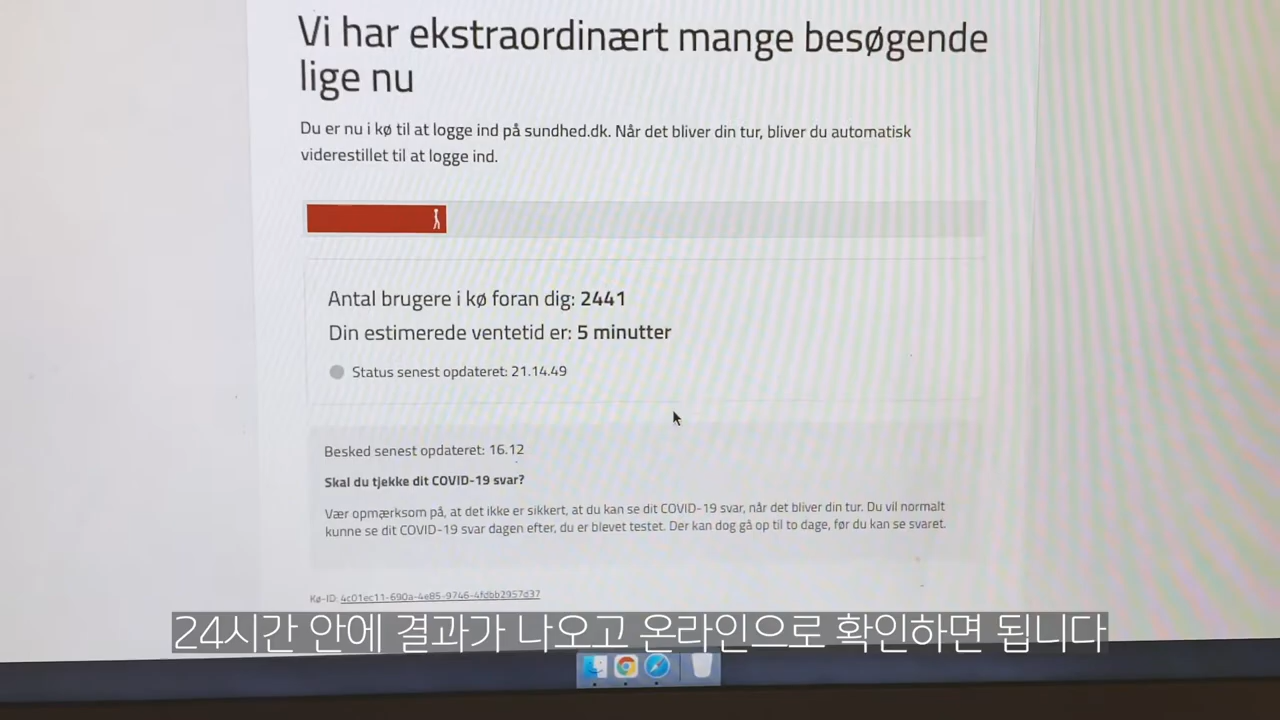 Vi har ekstraordinært mange besøgende
lige nu
Du er nu i kø til at logge ind på sundhed.dk. Når det bliver din tur, bliver du automatisk
viderestillet til at logge ind.
Antal brugere i kø foran dig: 2441
Din estimerede ventetid er: 5 minutter
Status senest opdateret: 21.14.49
Besked senest opdateret: 16.12
Skal du tjekke dit COVID-19 svar?
Vær opmærksom på, at det ikke er sikkert, at du kan se dit COVID-19 svar, når det bliver din tur. Du vil normalt
kunne se dit COVID-19 svar dagen efter, du er blevet testet. Der kan dog gå op til to dage, før du kan se svaret.
Kø-ID: 4c01ec11-690a-4e85-9746-4fdbb2957d37
24시간 안에 결과가 나오고 온라인으로 확인하면 됩니다